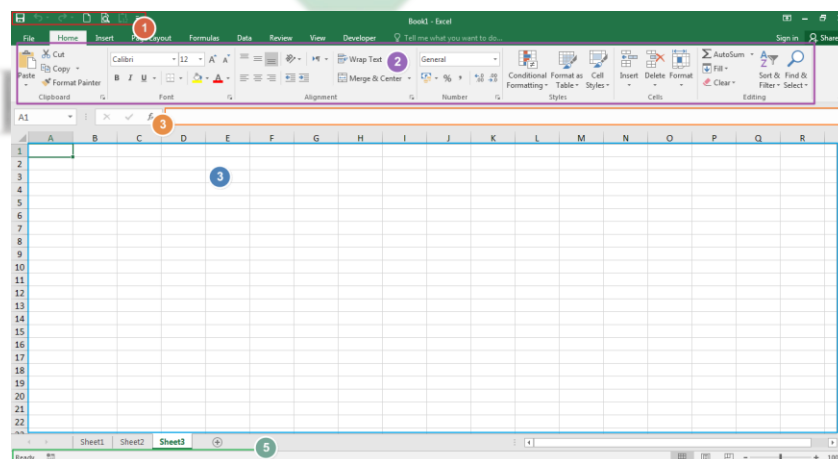 Book1 - Excel
1
File Home Insert Page Layout Formulas Data Review View Developer Tell me what you want to do... Sign in Share
Cut
Copy
Format Painter
Paste
Clipboard
Calibri 12 A A
B I U A
Font
Wrap Text 2
Merge & Center
Alignment
General
% ,
Number
Conditional Formatting Format as Table Cell Styles
Styles
Insert Delete Format
Cells
AutoSum
Fill
Clear
Sort & Filter Find & Select
Editing
A1 3
A B C D E F G H I J K L M N O P Q R
1
2
3 3
4
5
6
7
8
9
10
11
12
13
14
15
16
17
18
19
20
21
22
Sheet1 Sheet2 Sheet3
5
Ready